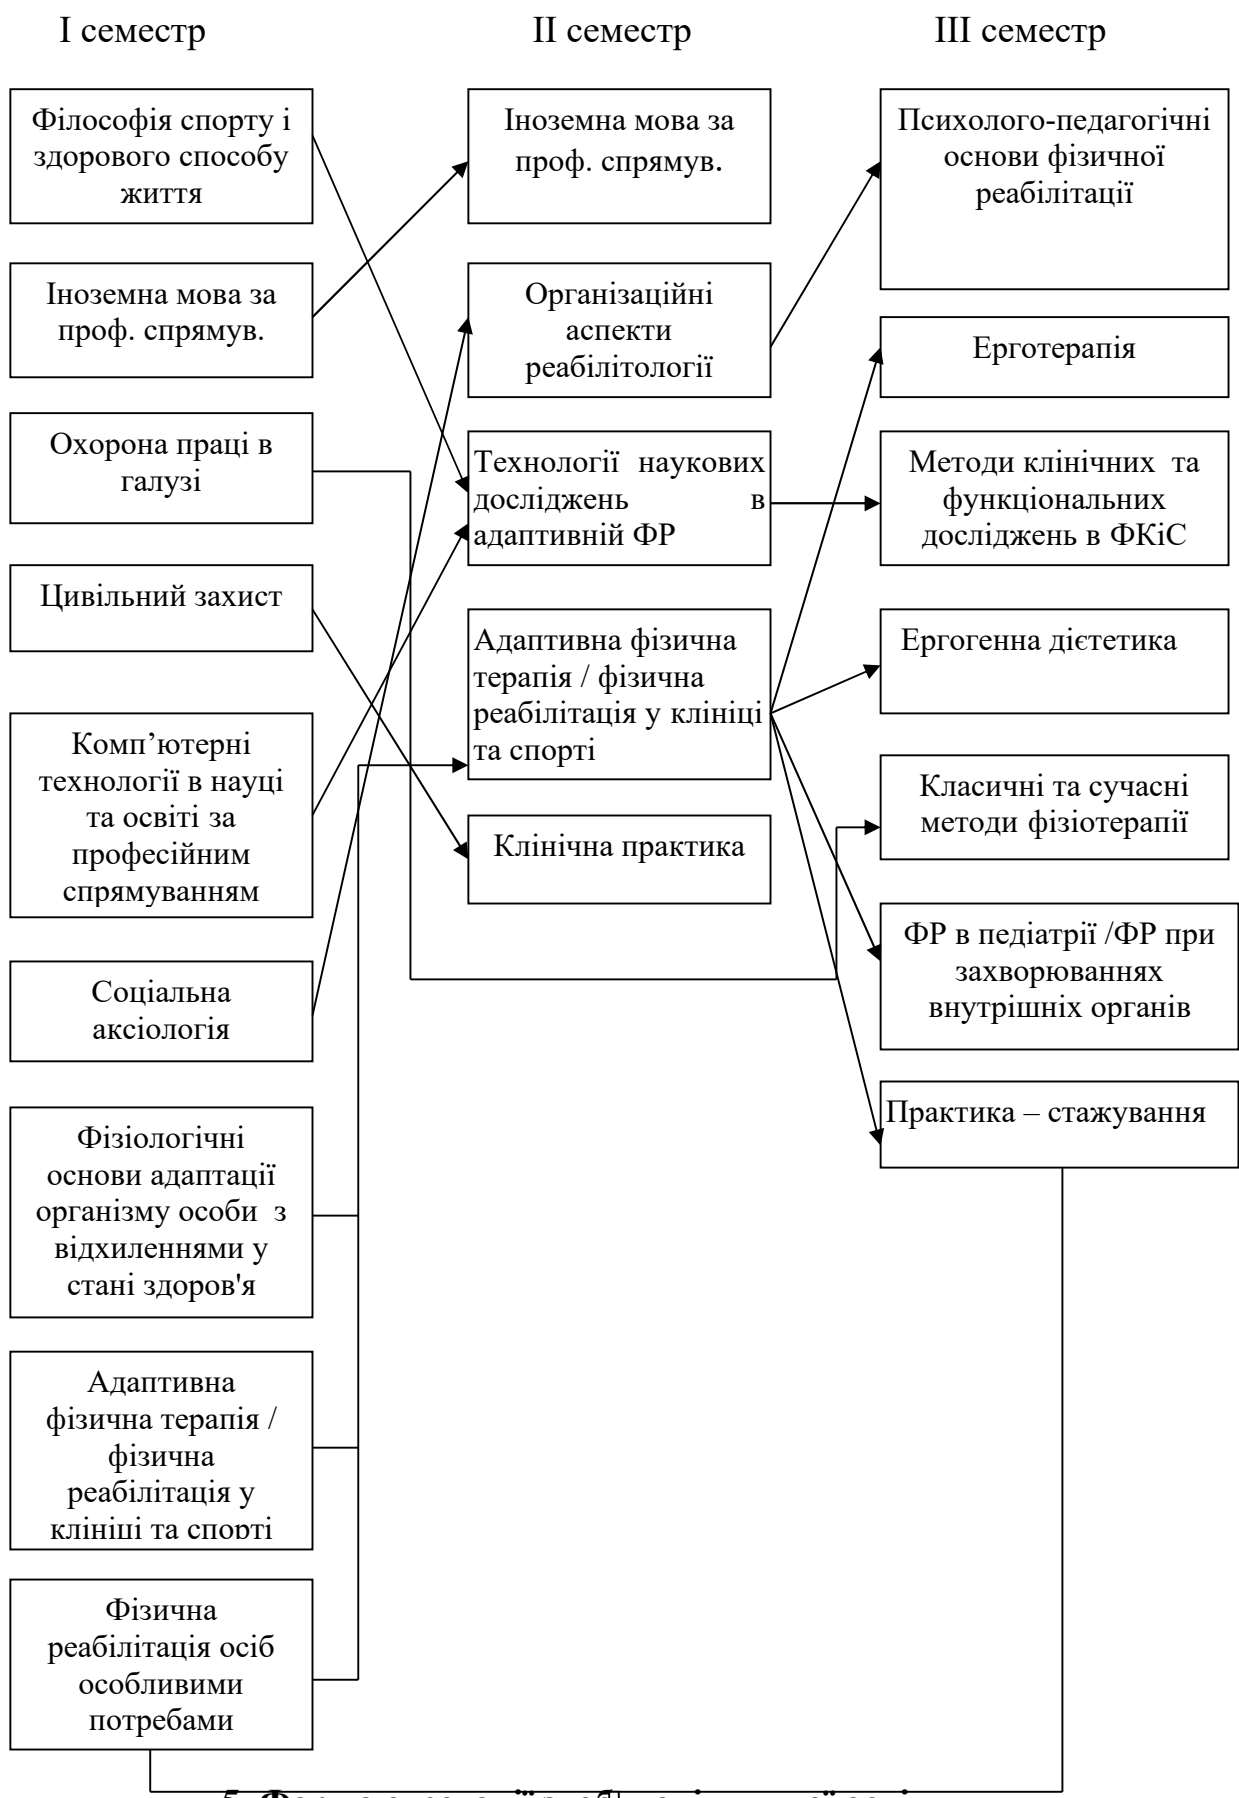 І семестр
ІІ семестр
ІІІ семестр
Філософія спорту і
здорового способу
життя
Іноземна мова за
проф. спрямув.
Охорона праці в
галузі
Цивільний захист
Комп’ютерні
технології в науці
та освіті за
професійним
спрямуванням
Соціальна
аксіологія
Фізіологічні
основи адаптації
організму особи з
відхиленнями у
стані здоров'я
Адаптивна
фізична терапія /
фізична
реабілітація у
клініці та спорті
Фізична
реабілітація осіб
особливими
потребами
Іноземна мова за
проф. спрямув.
Організаційні
аспекти
реабілітології
Технології наукових
досліджень в
адаптивній ФР
Адаптивна фізична
терапія / фізична
реабілітація у клініці
та спорті
Клінічна практика
Психолого-педагогічні
основи фізичної
реабілітації
Ерготерапія
Методи клінічних та
функціональних
досліджень в ФКіС
Ергогенна дієтетика
Класичні та сучасні
методи фізіотерапії
ФР в педіатрії /ФР при
захворюваннях
внутрішніх органів
Практика – стажування